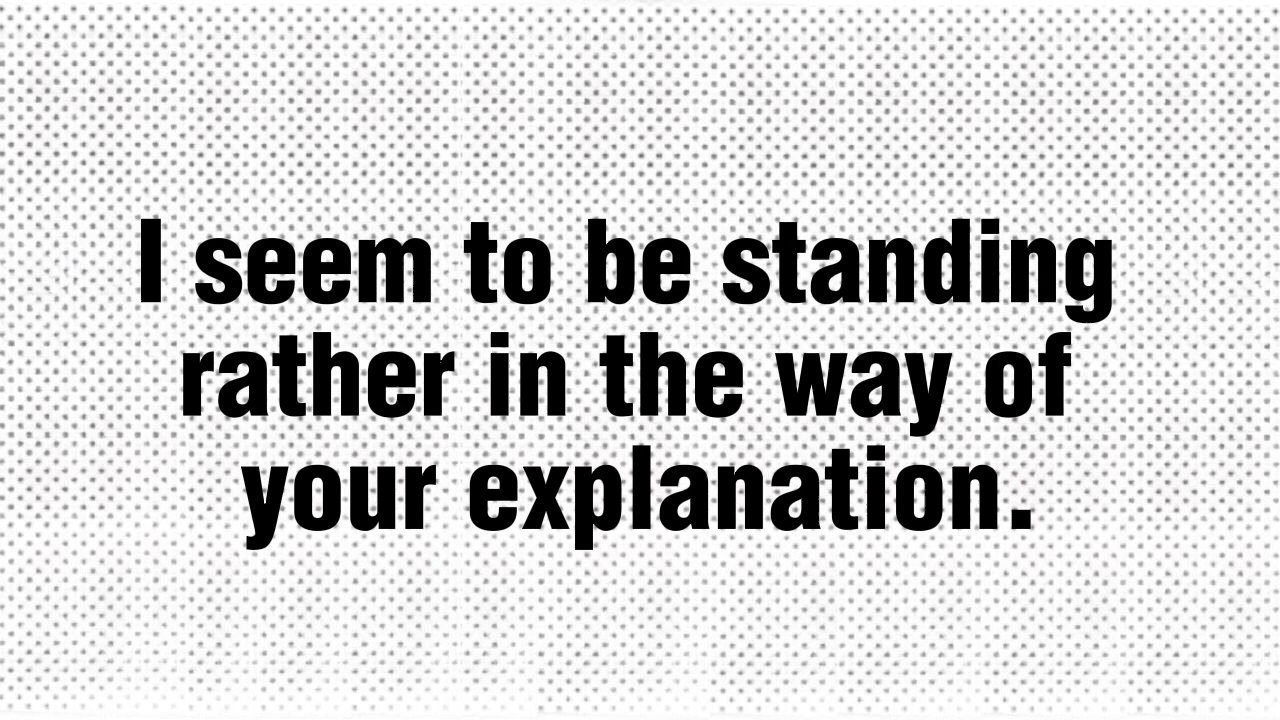 I seem to be standing
rather in the way of
your explanation.